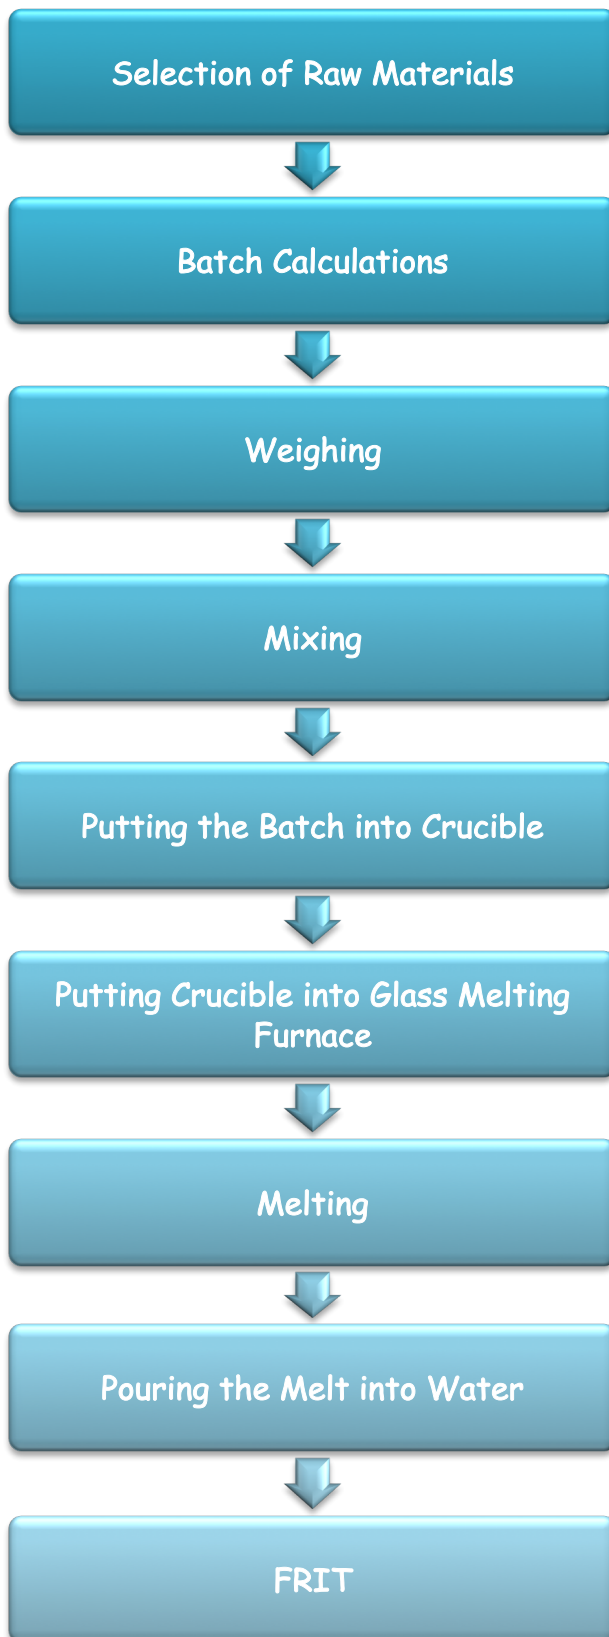 Selection of Raw Materials
Batch Calculations
Weighing
Mixing
Putting the Batch into Crucible
Putting Crucible into Glass Melting
Furnace
Melting
Pouring the Melt into Water
FRIT